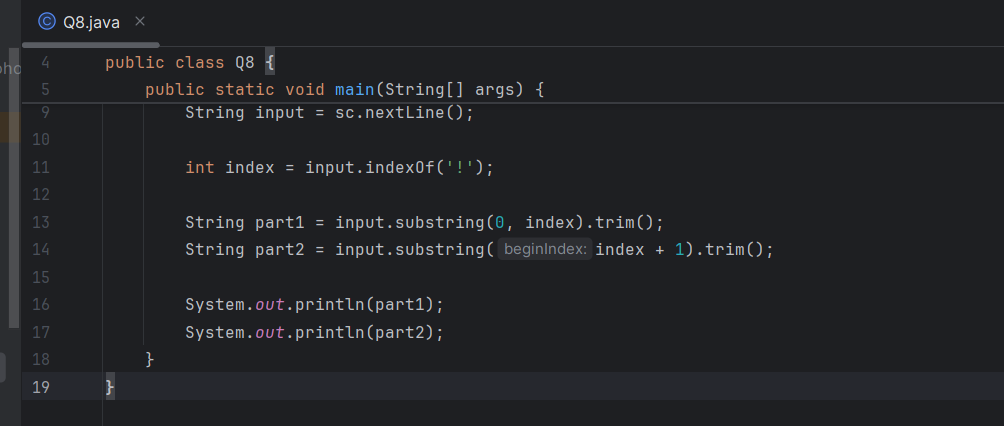 Q8.java
4 public class Q8 {
5 public static void main(String[] args) {
9 String input = sc.nextLine();
10
11 int index = input.indexOf('!');
12
13 String part1 = input.substring(0, index).trim();
14 String part2 = input.substring( beginIndex: index + 1).trim();
15
16 System.out.println(part1);
17 System.out.println(part2);
18 }
19 }